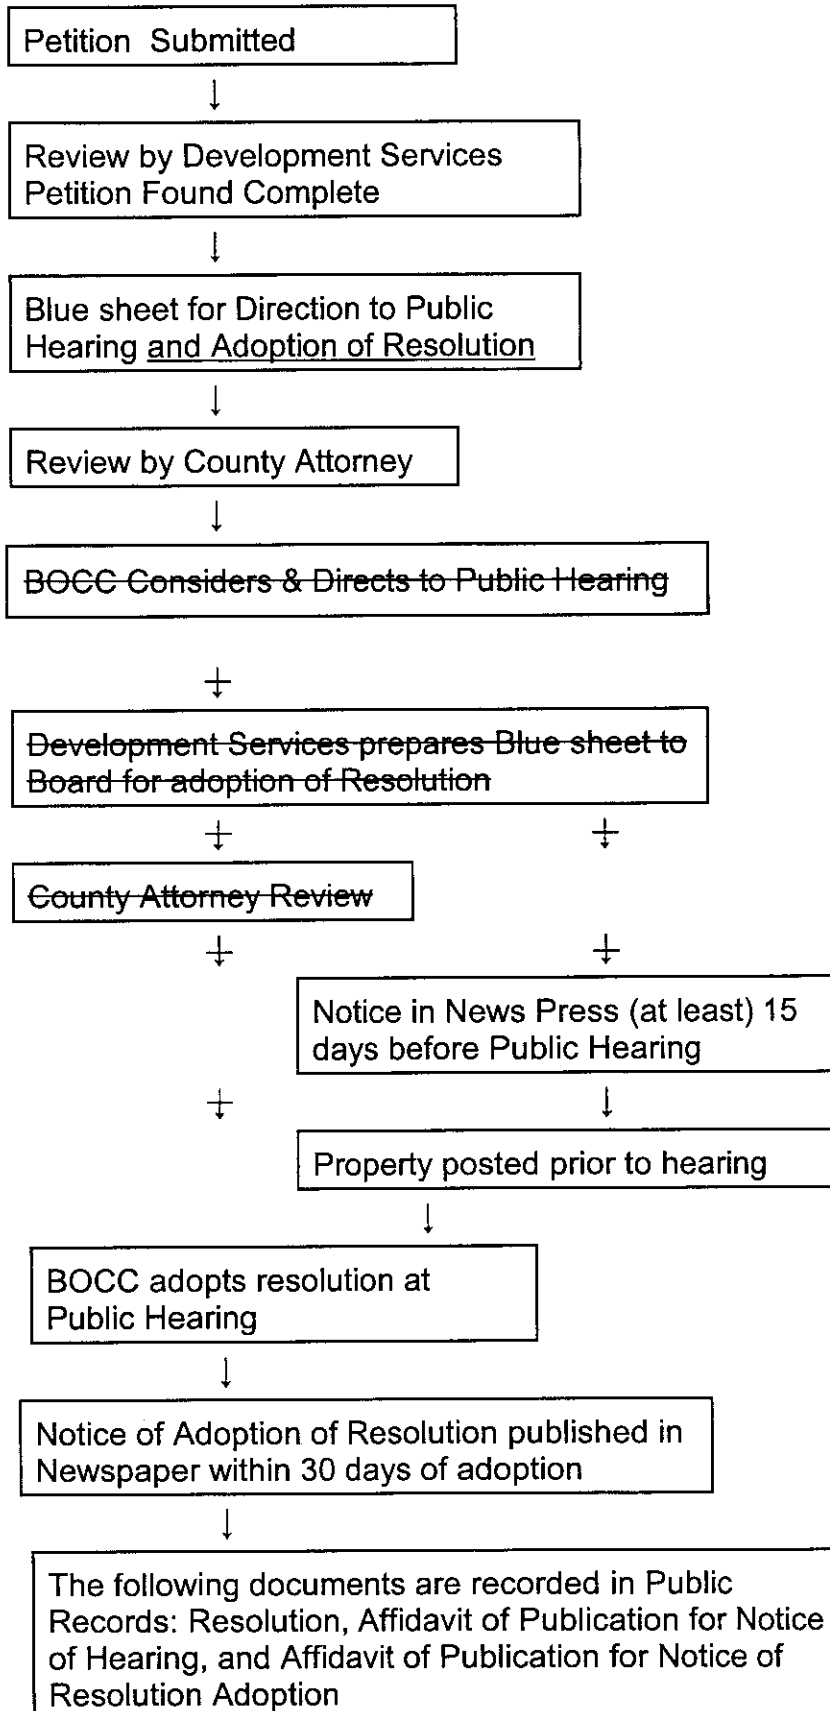 Petition Submitted
↓
Review by Development Services
Petition Found Complete
↓
Blue sheet for Direction to Public
Hearing and Adoption of Resolution
↓
Review by County Attorney
↓
BOCC Considers & Directs to Public Hearing
↓
Development Services prepares Blue sheet to
Board for adoption of Resolution
↓ ↓
County Attorney Review
↓ ↓
Notice in News Press (at least) 15
days before Public Hearing
↓ ↓
Property posted prior to hearing
↓
BOCC adopts resolution at
Public Hearing
↓
Notice of Adoption of Resolution published in
Newspaper within 30 days of adoption
↓
The following documents are recorded in Public
Records: Resolution, Affidavit of Publication for Notice
of Hearing, and Affidavit of Publication for Notice of
Resolution Adoption